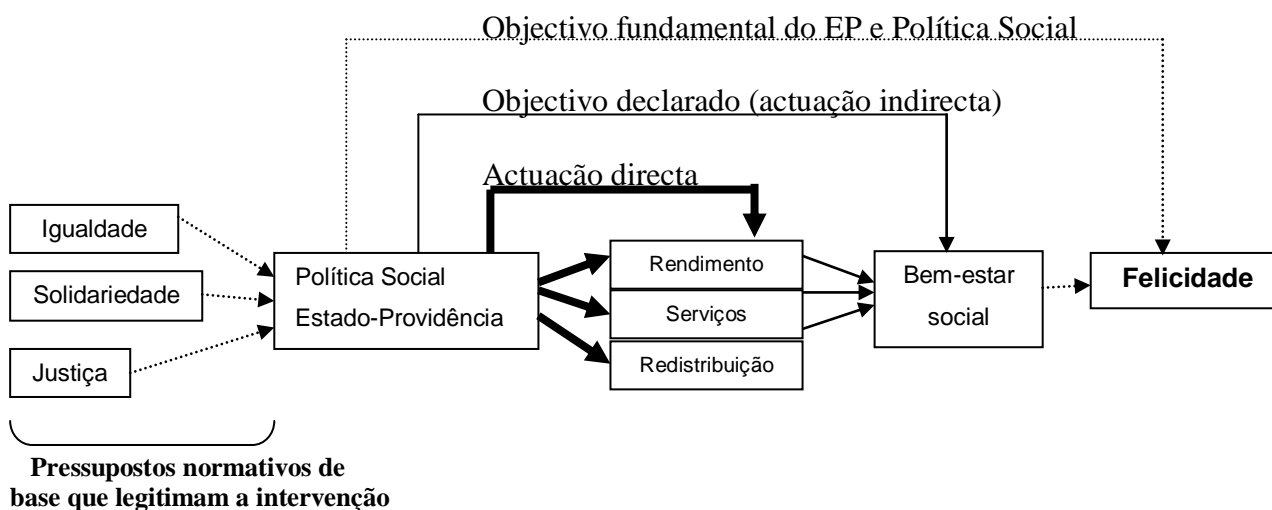 Objectivo fundamental do EP e Política Social
Objectivo declarado (actuação indirecta)
Actuação directa
Igualdade
Solidariedade
Justiça
Política Social
Estado-Providência
Rendimento
Serviços
Redistribuição
Bem-estar
social
Felicidade
Pressupostos normativos de
base que legitimam a intervenção